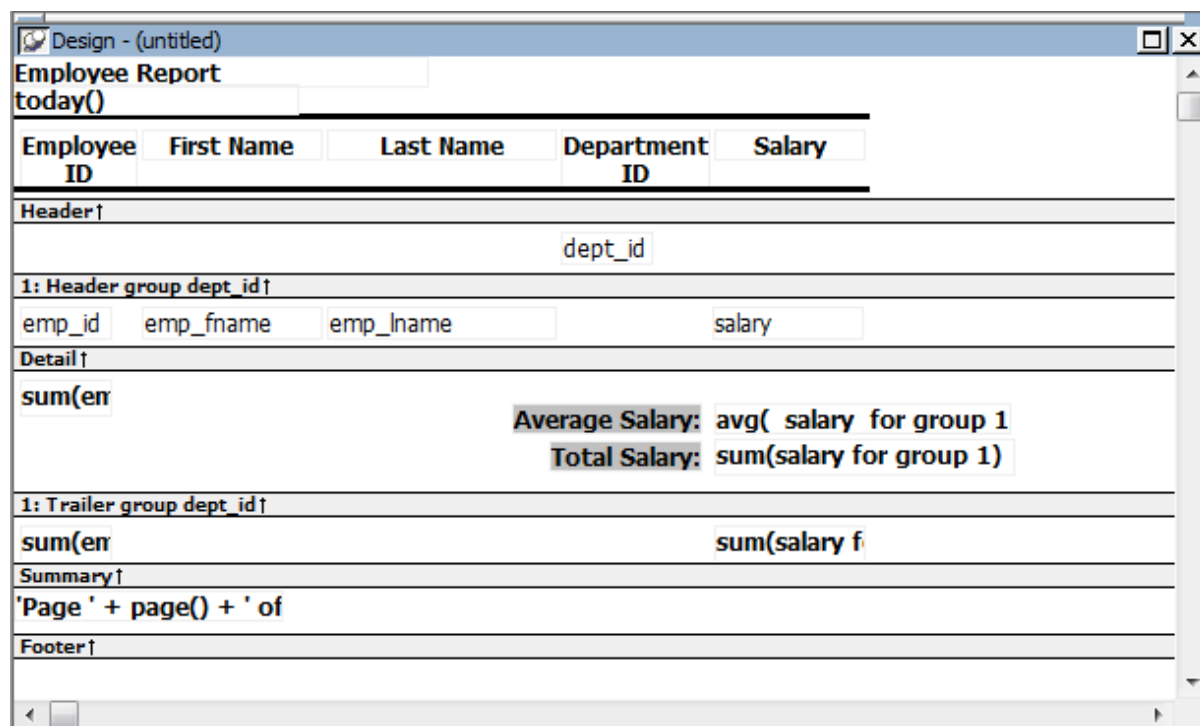 Design - (untitled)
Employee Report
today()
Employee ID First Name Last Name Department ID Salary
Header↑
dept_id
1: Header group dept_id↑
emp_id emp_fname emp_lname salary
Detail↑
sum(em
Average Salary: avg( salary for group 1
Total Salary: sum(salary for group 1)
1: Trailer group dept_id↑
sum(em sum(salary f
Summary↑
'Page ' + page() + ' of
Footer↑